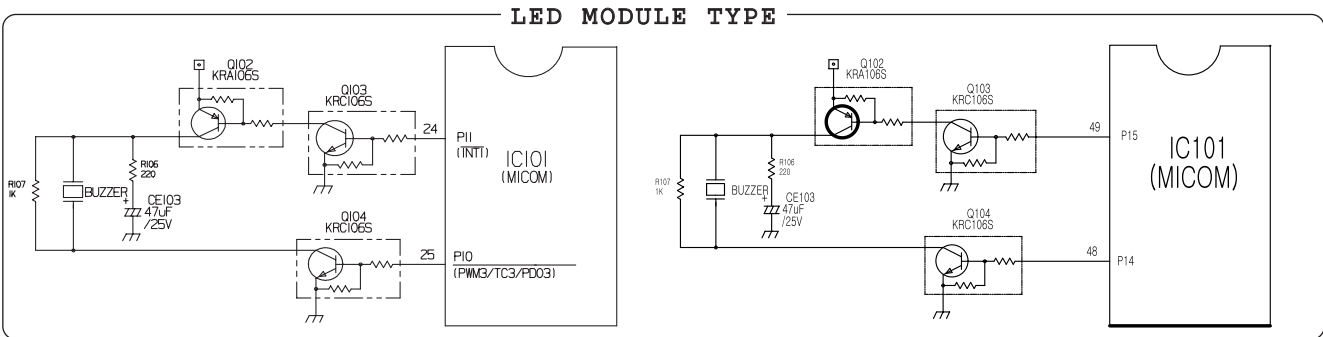 LED MODULE TYPE
Q102
KRA106S
Q103
KRC106S
24
P11
(INT1)
IC101
(MICOM)
R107
1K
BUZZER
R106
220
+
CE103
47uF
/25V
Q104
KRC106S
25
P10
(PWM3/TC3/PDO3)
Q102
KRA106S
Q103
KRC106S
49
P15
IC101
(MICOM)
R107
1K
BUZZER
R106
220
+
CE103
47uF
/25V
Q104
KRC106S
48
P14